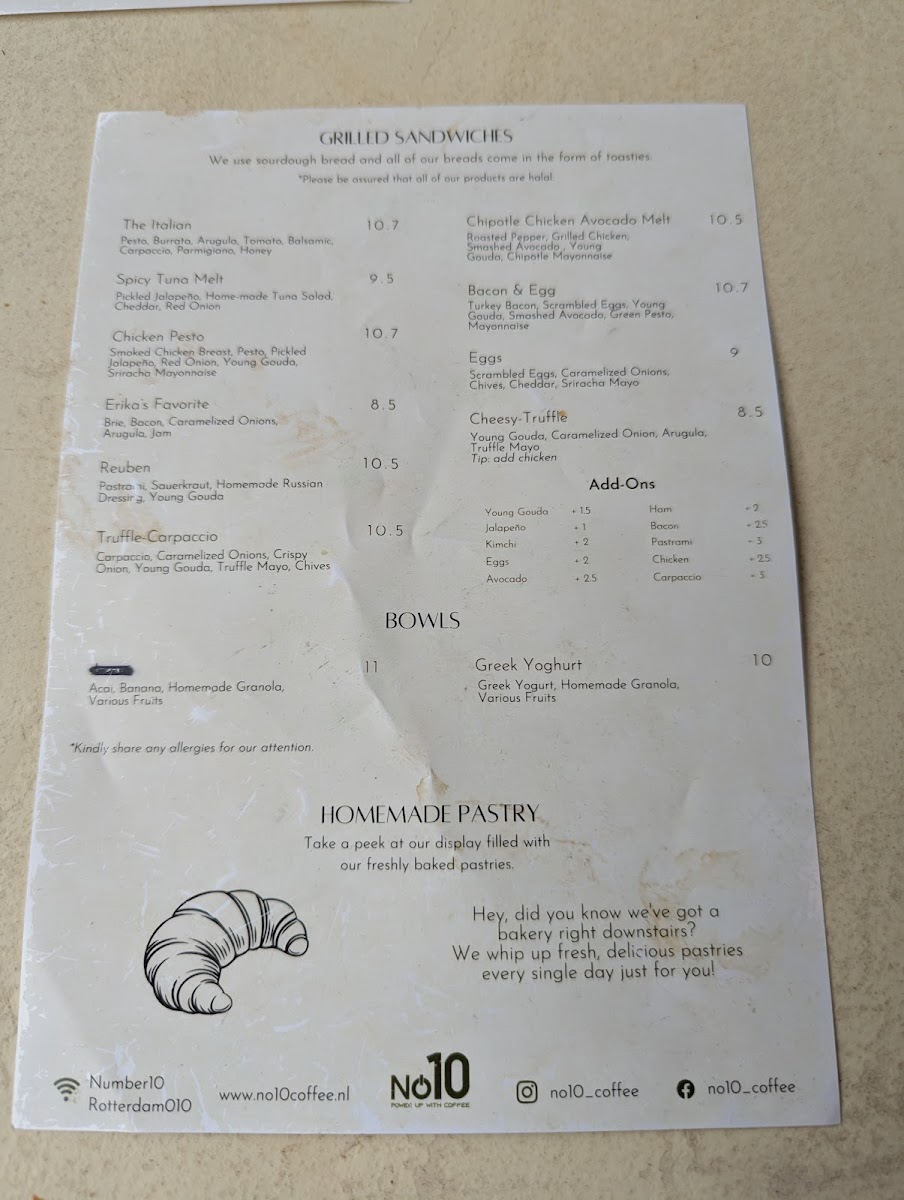 GRILLED SANDWICHES
We use sourdough bread and all of our breads come in the form of toasties.
*Please be assured that all of our products are halal.
The Italian 10.7
Pesto, Burrata, Arugula, Tomato, Balsamic,
Carpaccio, Parmigiano, Honey
Spicy Tuna Melt 9.5
Pickled Jalapeño, Home-made Tuna Salad,
Cheddar, Red Onion
Chicken Pesto 10.7
Smoked Chicken Breast, Pesto, Pickled
Jalapeño, Red Onion, Young Gouda,
Sriracha Mayonnaise
Erika's Favorite 8.5
Brie, Bacon, Caramelized Onions,
Arugula, Jam
Reuben 10.5
Pastrami, Sauerkraut, Homemade Russian
Dressing, Young Gouda
Truffle-Carpaccio 10.5
Carpaccio, Caramelized Onions, Crispy
Onion, Young Gouda, Truffle Mayo, Chives
Chipotle Chicken Avocado Melt 10.5
Roasted Pepper, Grilled Chicken,
Smashed Avocado , Young
Gouda, Chipotle Mayonnaise
Bacon & Egg 10.7
Turkey Bacon, Scrambled Eggs, Young
Gouda, Smashed Avocado, Green Pesto,
Mayonnaise
Eggs 9
Scrambled Eggs, Caramelized Onions,
Chives, Cheddar, Sriracha Mayo
Cheesy-Truffle 8.5
Young Gouda, Caramelized Onion, Arugula,
Truffle Mayo
Tip: add chicken
Add-Ons
Young Gouda + 1.5
Jalapeño + 1
Kimchi + 2
Eggs + 2
Avocado + 2.5
Ham + 2
Bacon + 2.5
Pastrami + 3
Chicken + 2.5
Carpaccio + 3
BOWLS
11
Acai, Banana, Homemade Granola,
Various Fruits
Greek Yoghurt 10
Greek Yogurt, Homemade Granola,
Various Fruits
*Kindly share any allergies for our attention.
HOMEMADE PASTRY
Take a peek at our display filled with
our freshly baked pastries.
Hey, did you know we've got a
bakery right downstairs?
We whip up fresh, delicious pastries
every single day just for you!
Number10
Rotterdam010
www.no10coffee.nl
No10
POWER UP WITH COFFEE
no10_coffee
no10_coffee